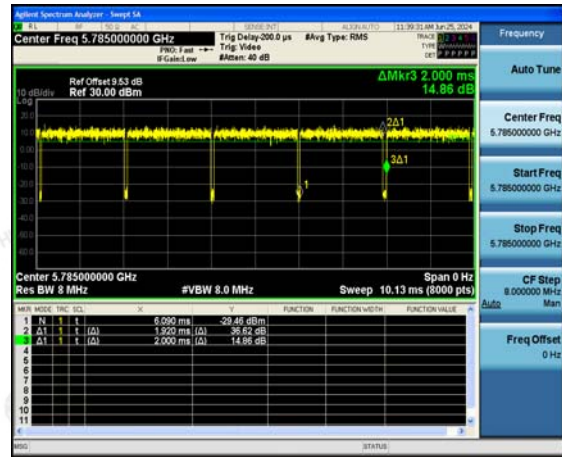 Agilent Spectrum Analyzer - Swept SA
RL RF 50 Ω AC SENSE:INT ALIGNAUTO 11:39:31 AM Jun 25, 2024
Center Freq 5.785000000 GHz
PNO: Fast
IFGain:Low
Trig Delay-200.0 µs
Trig: Video
#Atten: 40 dB
#Avg Type: RMS
TRACE 1 2 3 4 5 6
TYPE
DET P P P P P P
Ref Offset 9.53 dB
10 dB/div Ref 30.00 dBm
Log
ΔMkr3 2.000 ms
14.86 dB
20.0
10.0
0.00
-10.0
-20.0
-30.0
-40.0
-50.0
-60.0
2Δ1
3Δ1
1
Center 5.785000000 GHz
Span 0 Hz
Res BW 8 MHz
#VBW 8.0 MHz
Sweep 10.13 ms (8000 pts)
MKR MODE TRC SCL X Y FUNCTION FUNCTION WIDTH FUNCTION VALUE
1 N 1 t 6.090 ms -29.46 dBm
2 Δ1 1 t (Δ) 1.920 ms (Δ) 36.62 dB
3 Δ1 1 t (Δ) 2.000 ms (Δ) 14.86 dB
4
5
6
7
8
9
10
11
MSG
STATUS
Frequency
Auto Tune
Center Freq
5.785000000 GHz
Start Freq
5.785000000 GHz
Stop Freq
5.785000000 GHz
CF Step
8.000000 MHz
Auto Man
Freq Offset
0 Hz